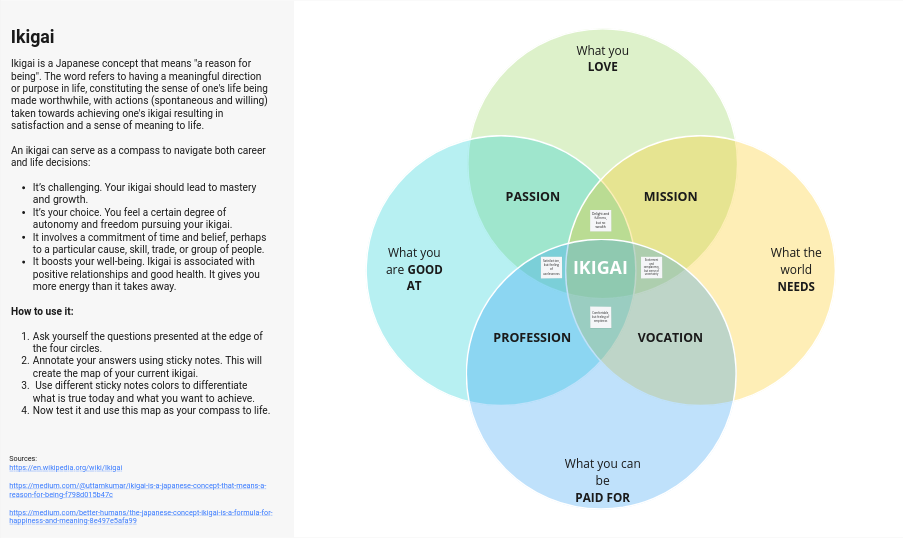 Ikigai
Ikigai is a Japanese concept that means "a reason for
being". The word refers to having a meaningful direction
or purpose in life, constituting the sense of one's life being
made worthwhile, with actions (spontaneous and willing)
taken towards achieving one's ikigai resulting in
satisfaction and a sense of meaning to life.
An ikigai can serve as a compass to navigate both career
and life decisions:
• It's challenging. Your ikigai should lead to mastery
and growth.
• It's your choice. You feel a certain degree of
autonomy and freedom pursuing your ikigai.
• It involves a commitment of time and belief, perhaps
to a particular cause, skill, trade, or group of people.
• It boosts your well-being. Ikigai is associated with
positive relationships and good health. It gives you
more energy than it takes away.
How to use it:
1. Ask yourself the questions presented at the edge of
the four circles.
2. Annotate your answers using sticky notes. This will
create the map of your current ikigai.
3. Use different sticky notes colors to differentiate
what is true today and what you want to achieve.
4. Now test it and use this map as your compass to life.
Sources:
https://en.wikipedia.org/wiki/Ikigai
https://medium.com/@uttamkumar/ikigai-is-a-japanese-concept-that-means-a-
reason-for-being-f798d015b47c
https://medium.com/better-humans/the-japanese-concept-ikigai-is-a-formula-for-
happiness-and-meaning-8e497e5afa99
What you
LOVE
PASSION
MISSION
Delight and
fullness,
but no
wealth
What you
are GOOD
AT
Satisfaction,
but feeling
of
uselessness
IKIGAI
Excitement
and
complacency,
but sense of
uncertainty
What the
world
NEEDS
Comfortable,
but feeling of
emptiness
PROFESSION
VOCATION
What you can
be
PAID FOR